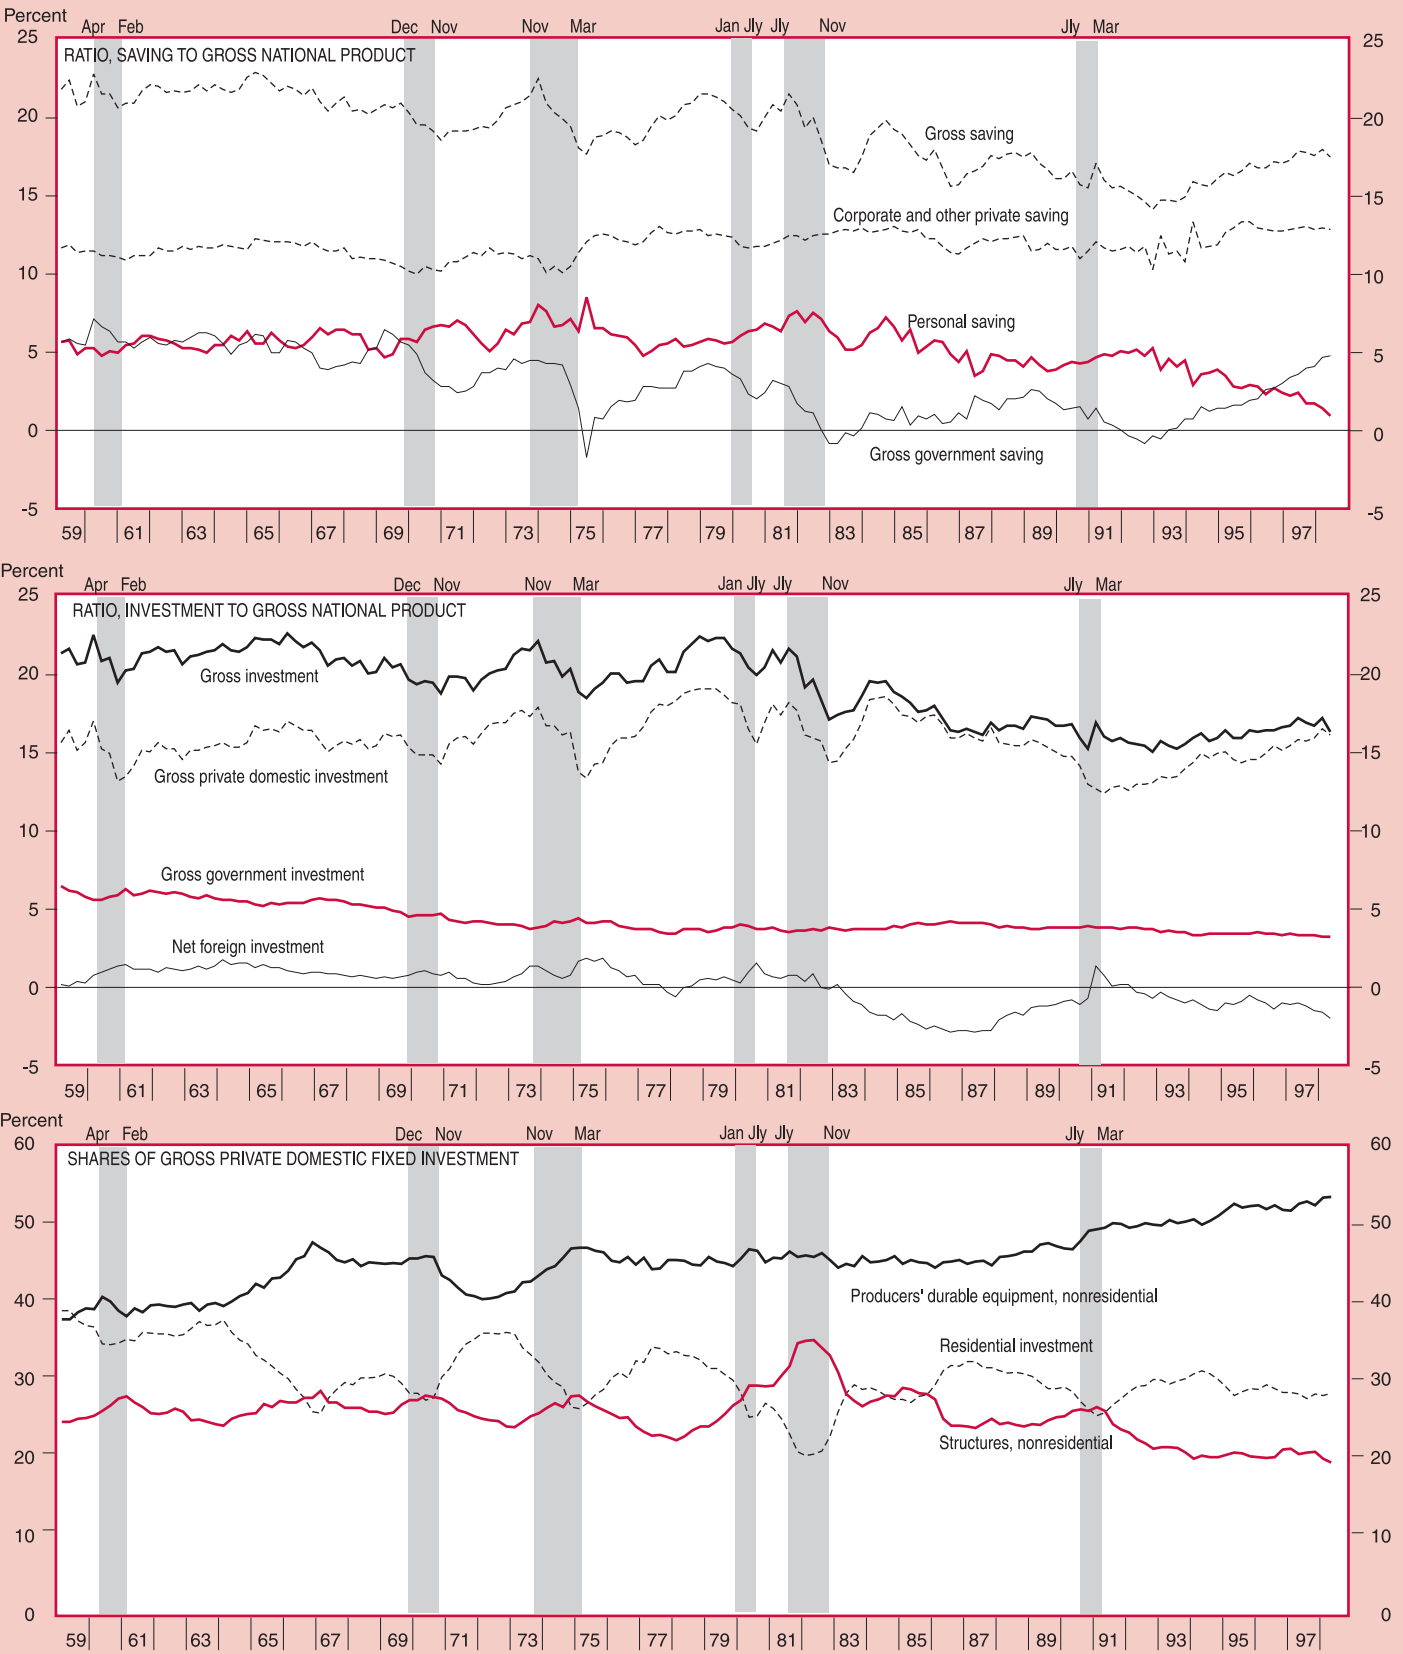 Percent
Apr Feb Dec Nov Nov Mar Jan Jly Jly Nov Jly Mar
25 25
RATIO, SAVING TO GROSS NATIONAL PRODUCT
20 20
Gross saving
15 15
Corporate and other private saving
10 10
Personal saving
5 5
0 0
Gross government saving
-5 -5
59 61 63 65 67 69 71 73 75 77 79 81 83 85 87 89 91 93 95 97
Percent
Apr Feb Dec Nov Nov Mar Jan Jly Jly Nov Jly Mar
25 25
RATIO, INVESTMENT TO GROSS NATIONAL PRODUCT
20 20
Gross investment
15 15
Gross private domestic investment
10 10
Gross government investment
5 5
Net foreign investment
0 0
-5 -5
59 61 63 65 67 69 71 73 75 77 79 81 83 85 87 89 91 93 95 97
Percent
Apr Feb Dec Nov Nov Mar Jan Jly Jly Nov Jly Mar
60 60
SHARES OF GROSS PRIVATE DOMESTIC FIXED INVESTMENT
50 50
40 40
Producers' durable equipment, nonresidential
Residential investment
30 30
Structures, nonresidential
20 20
10 10
0 0
59 61 63 65 67 69 71 73 75 77 79 81 83 85 87 89 91 93 95 97